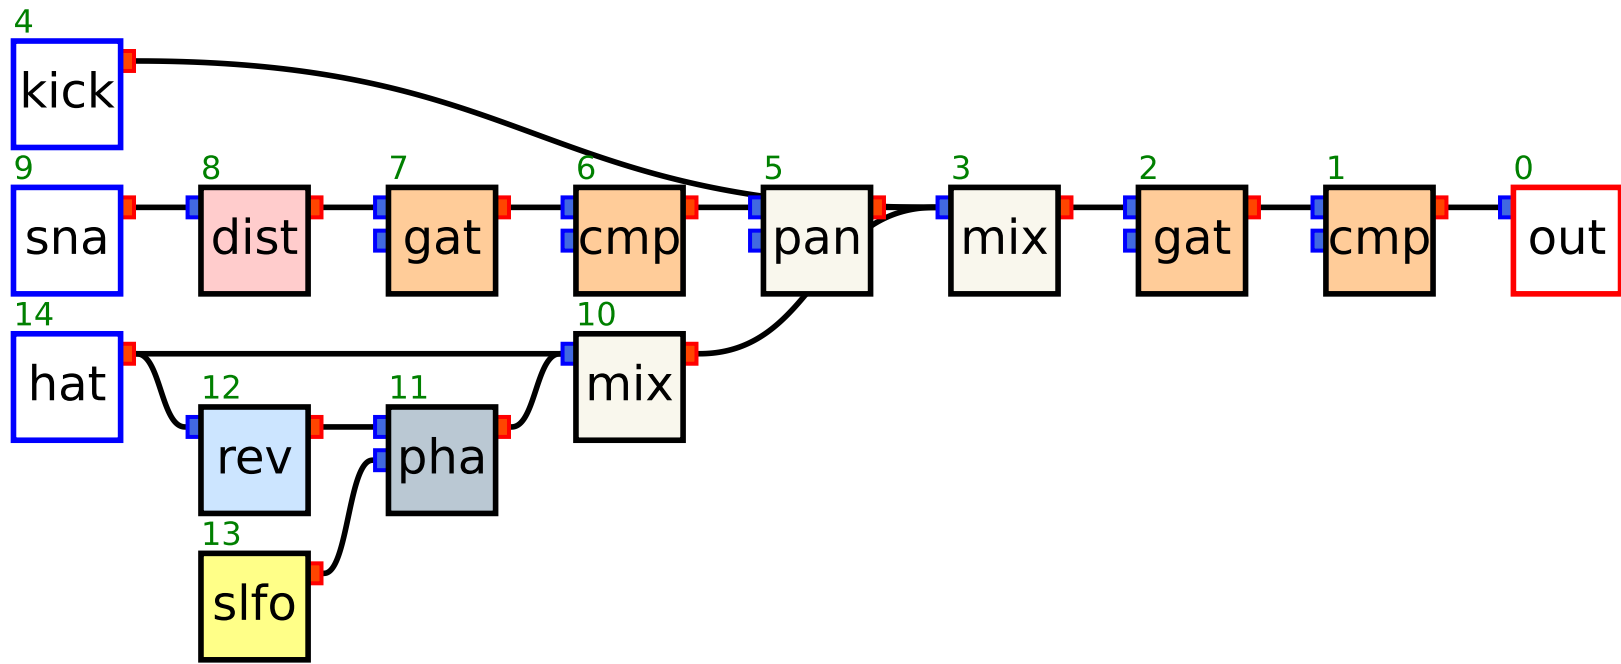 4
kick
9 8 7 6 5 3 2 1 0
sna dist gat cmp pan mix gat cmp out
14 10
hat mix
12 11
rev pha
13
slfo